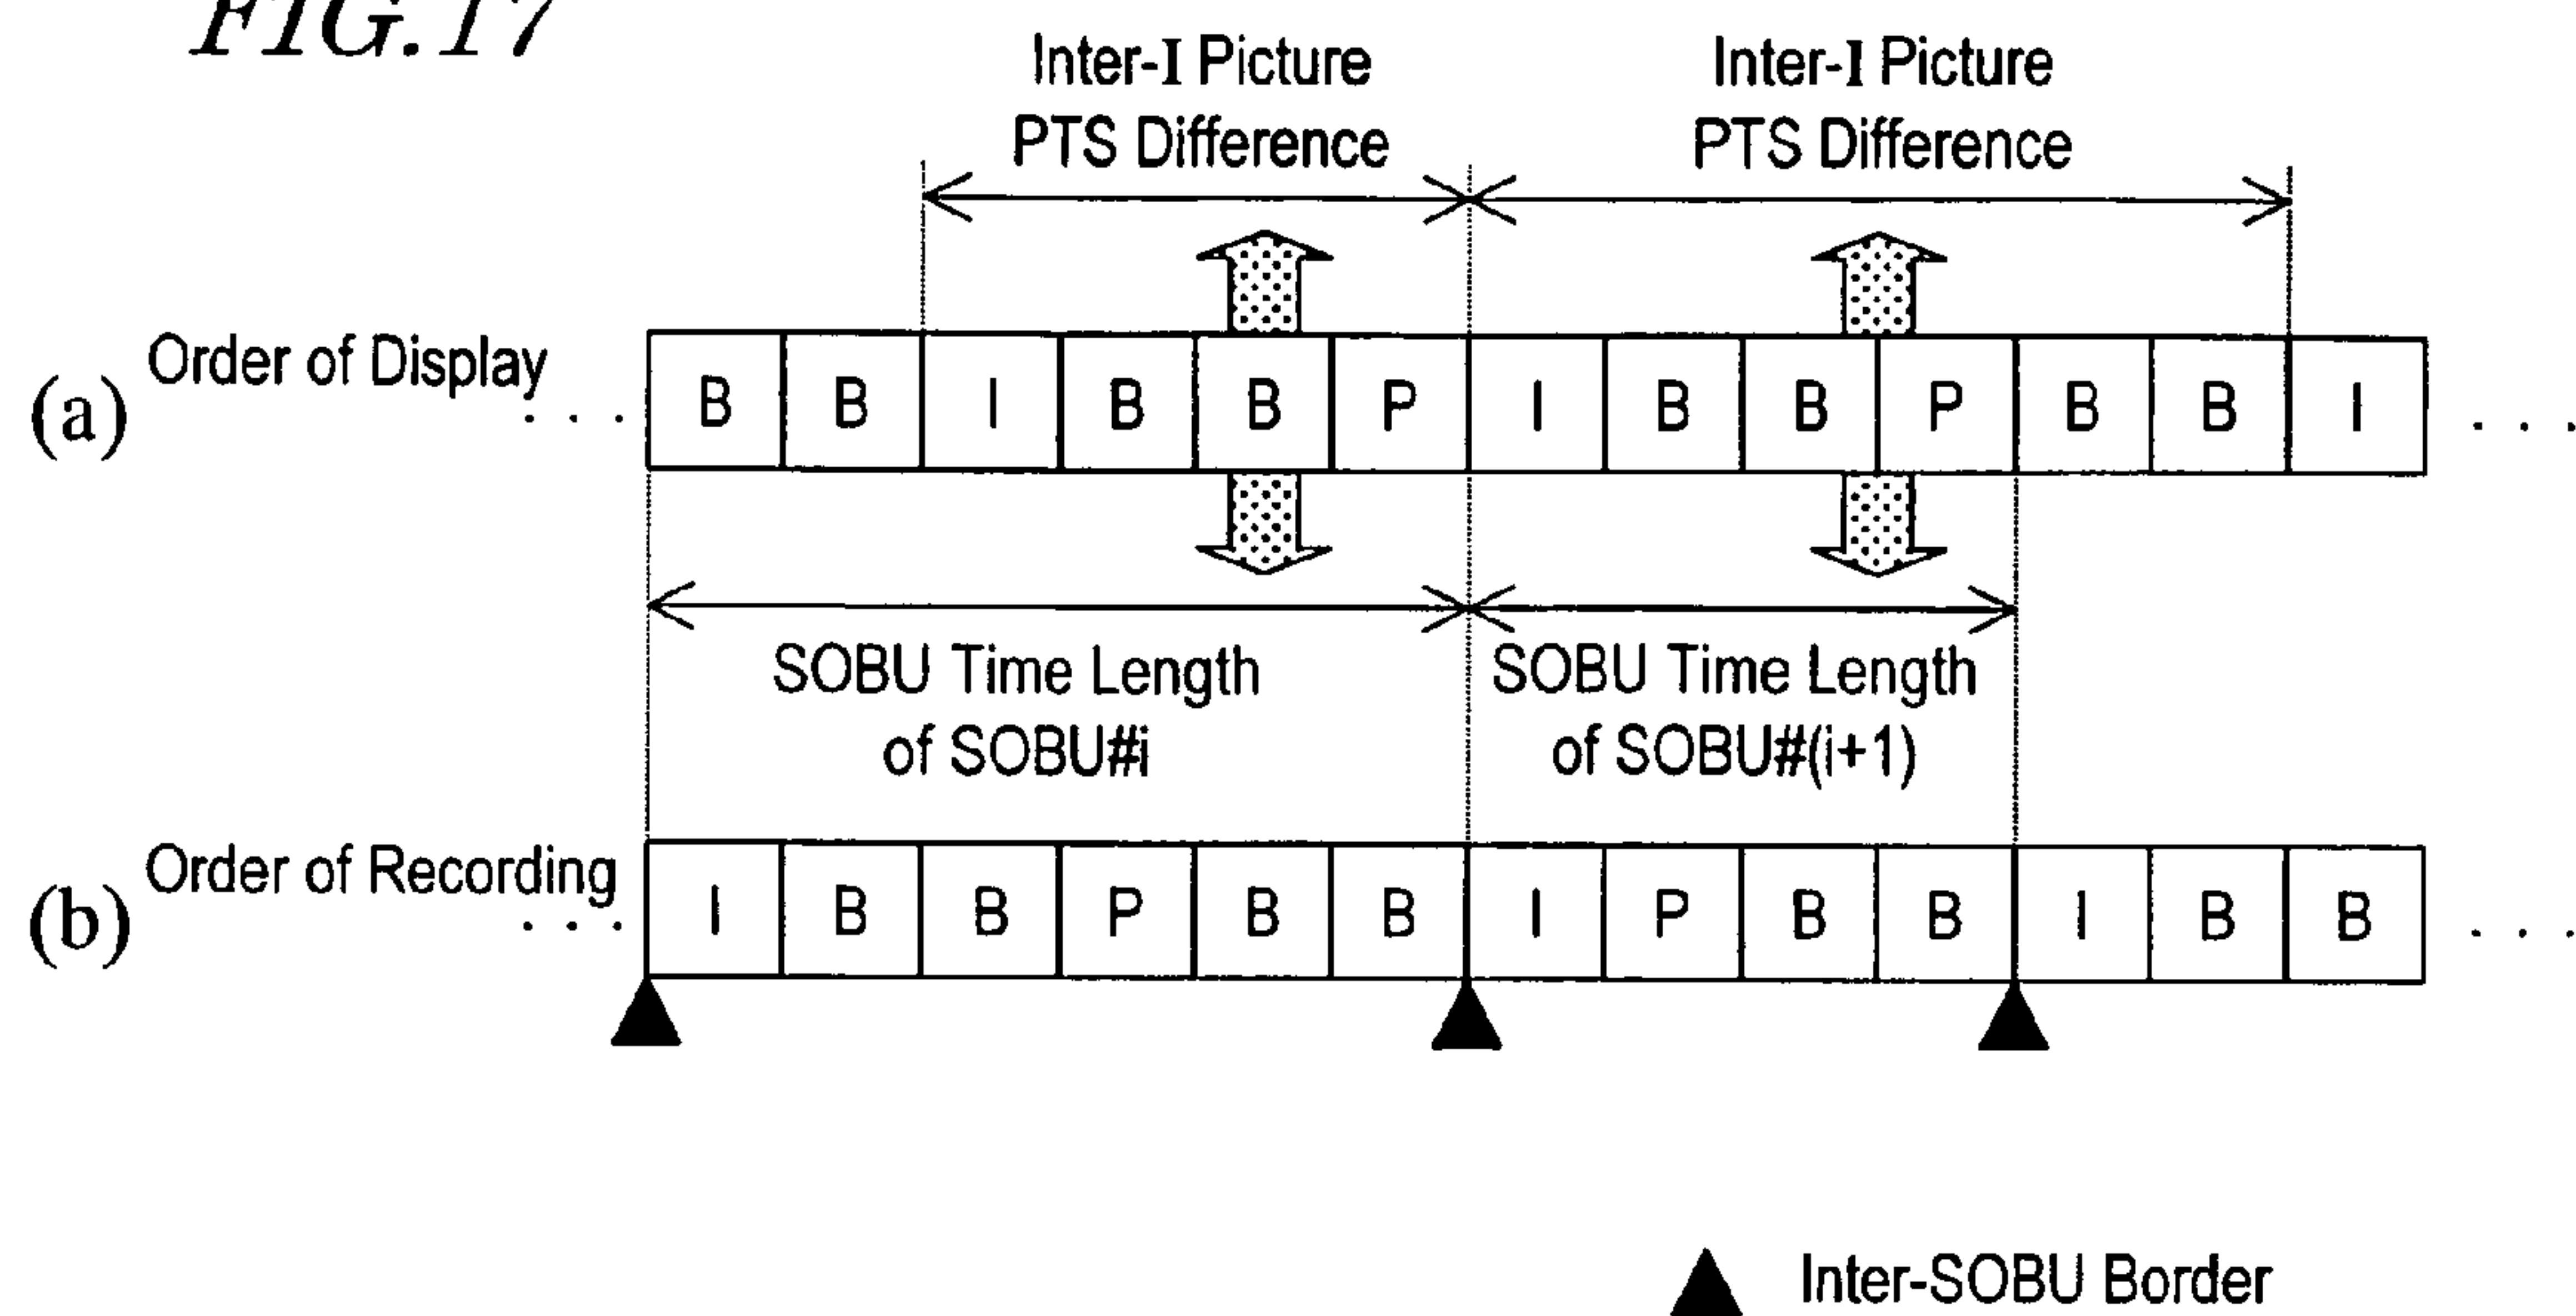 FIG.17
Inter-I Picture
PTS Difference
Inter-I Picture
PTS Difference
(a) Order of Display
... B B I B B P I B B P B B I ...
SOBU Time Length
of SOBU#i
SOBU Time Length
of SOBU#(i+1)
(b) Order of Recording
... I B B P B B I P B B I B B ...
Inter-SOBU Border